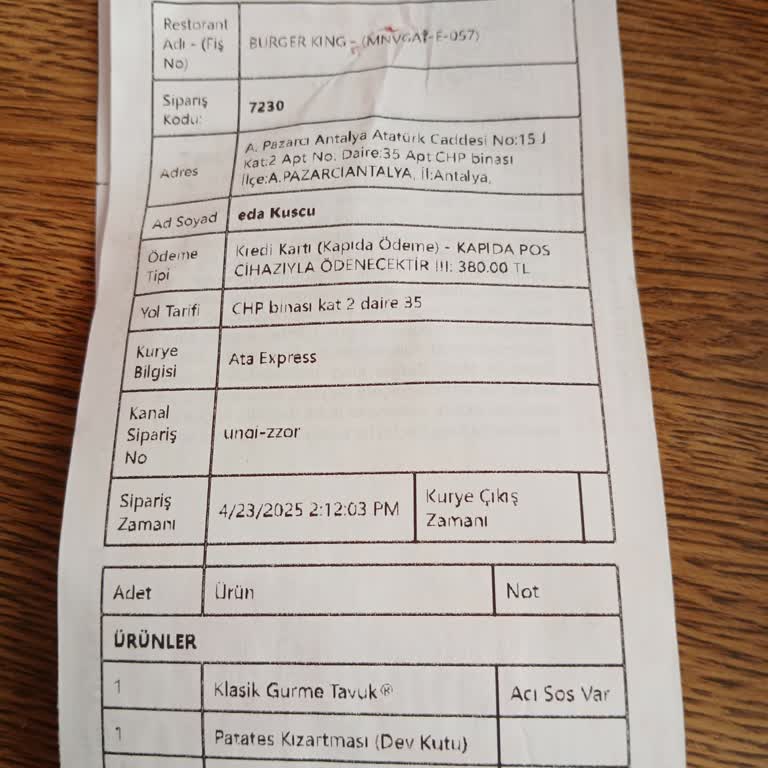 Restorant
Adı - (Fiş
No)
BURGER KING - (MNVGAP-E-057)
Sipariş
Kodu:
7230
Adres
A. Pazarcı Antalya Atatürk Caddesi No:15 J
Kat:2 Apt No. Daire:35 Apt CHP binası
İlçe:A.PAZARCIANTALYA, İl:Antalya,
Ad Soyad
eda Kuscu
Ödeme
Tipi
Kredi Kartı (Kapıda Ödeme) - KAPIDA POS
CİHAZIYLA ÖDENECEKTİR !!!: 380.00 TL
Yol Tarifi
CHP binası kat 2 daire 35
Kurye
Bilgisi
Ata Express
Kanal
Sipariş
No
unai-zzor
Sipariş
Zamanı
4/23/2025 2:12:03 PM
Kurye Çıkış
Zamanı
Adet
Ürün
Not
ÜRÜNLER
1
Klasik Gurme Tavuk®
Acı Sos Var
1
Patates Kızartması (Dev Kutu)